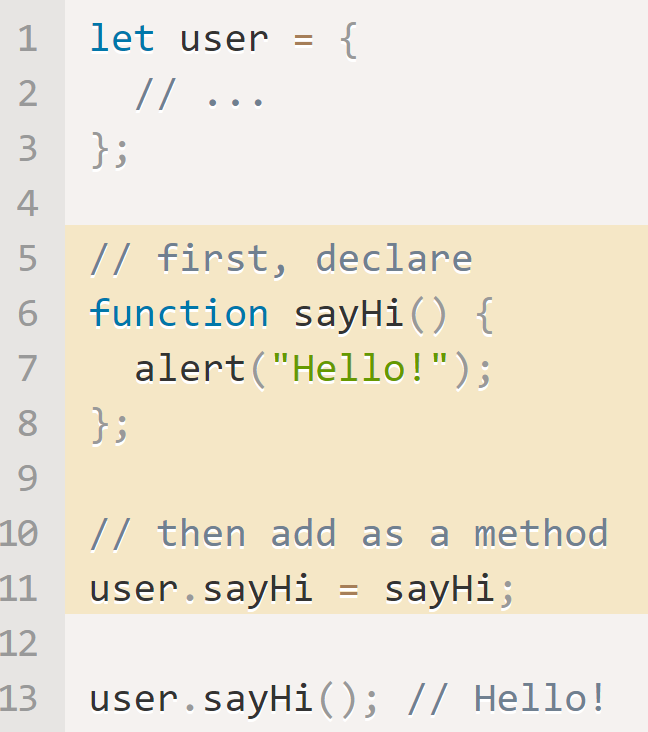 1 let user = {
2   // ...
3 };
4
5 // first, declare
6 function sayHi() {
7   alert("Hello!");
8 };
9
10 // then add as a method
11 user.sayHi = sayHi;
12
13 user.sayHi(); // Hello!